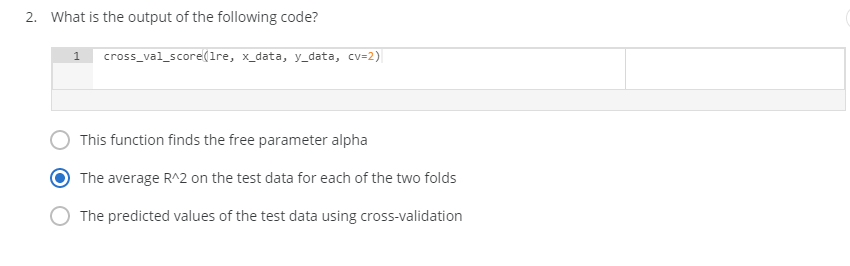 2. What is the output of the following code?
1 cross_val_score(lre, x_data, y_data, cv=2)
This function finds the free parameter alpha
The average R^2 on the test data for each of the two folds
The predicted values of the test data using cross-validation